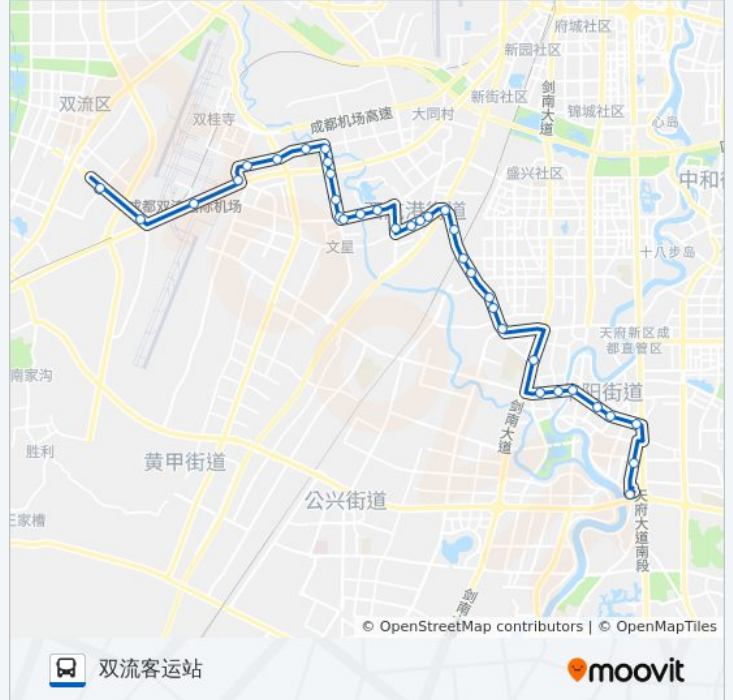 府城社区
新园社区
双流区
新街社区
剑南大道
锦城社区
双桂寺
成都机场高速
大同村
心岛
盛兴社区
中和
成都双流国际机场
西航港街道
文星
十八步岛
天府新区成
都直管区
南家沟
华阳街道
剑南大道
胜利
黄甲街道
公兴街道
天府大道南段
王家槽
剑南
© OpenStreetMap contributors | © OpenMapTiles
双流客运站
moovit